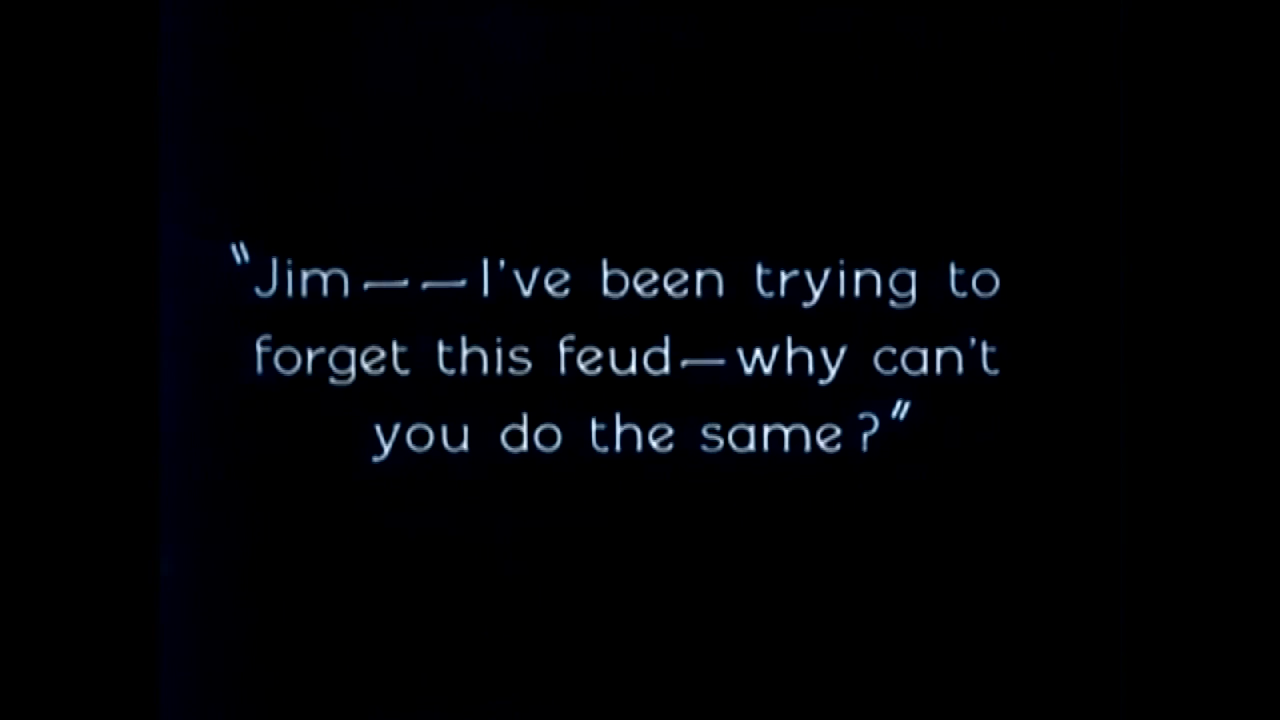 "Jim——I've been trying to
forget this feud—why can't
you do the same?"